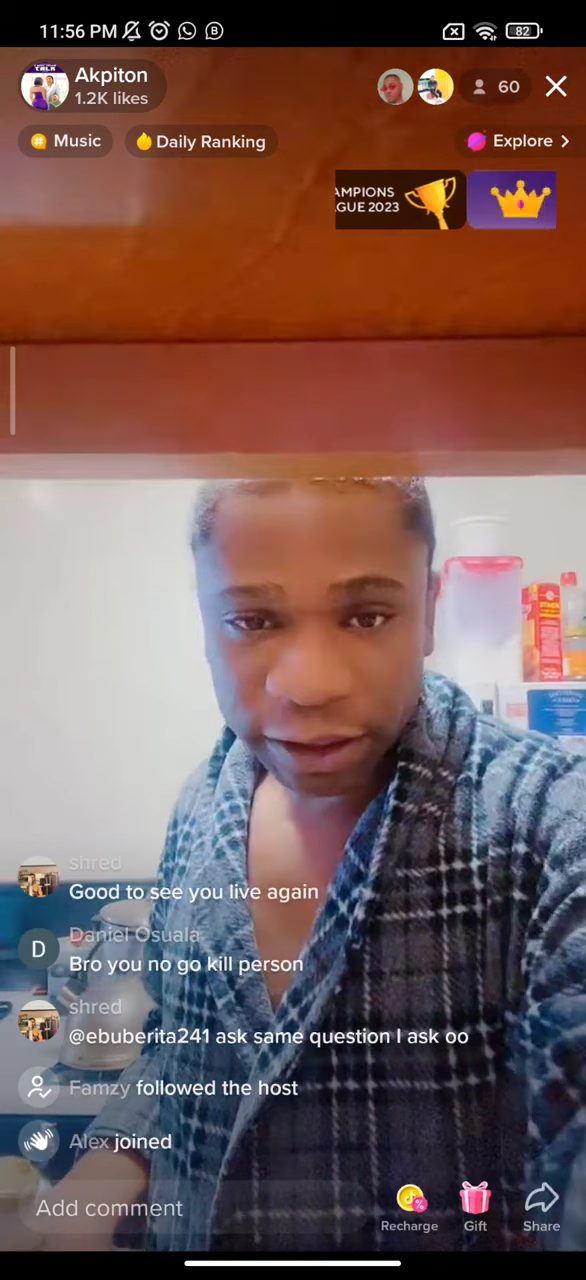 11:56 PM
82
TALK
Akpiton
1.2K likes
60
Music
Daily Ranking
Explore
AMPIONS
GUE 2023
shred
Good to see you live again
D
Daniel Osuala
Bro you no go kill person
shred
@ebuberita241 ask same question I ask oo
Famzy followed the host
Alex joined
Add comment
Recharge
Gift
Share